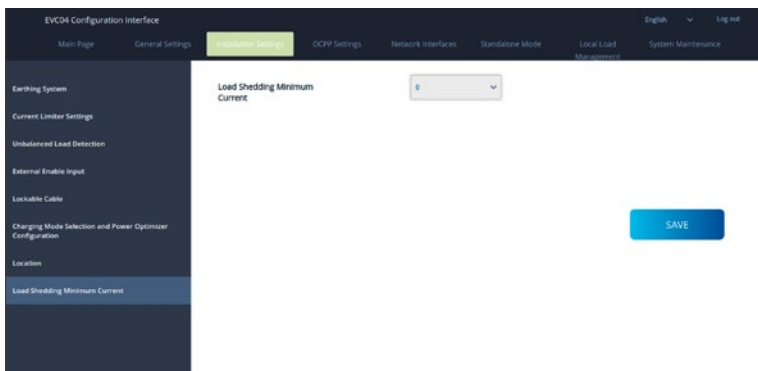 EVC04 Configuration Interface
English
Log out
Main Page
General Settings
Installation Settings
OCPP Settings
Network Interfaces
Standalone Mode
Local Load
Management
System Maintenance
Earthing System
Current Limiter Settings
Unbalanced Load Detection
External Enable Input
Lockable Cable
Charging Mode Selection and Power Optimizer
Configuration
Location
Load Shedding Minimum Current
Load Shedding Minimum
Current
0
SAVE